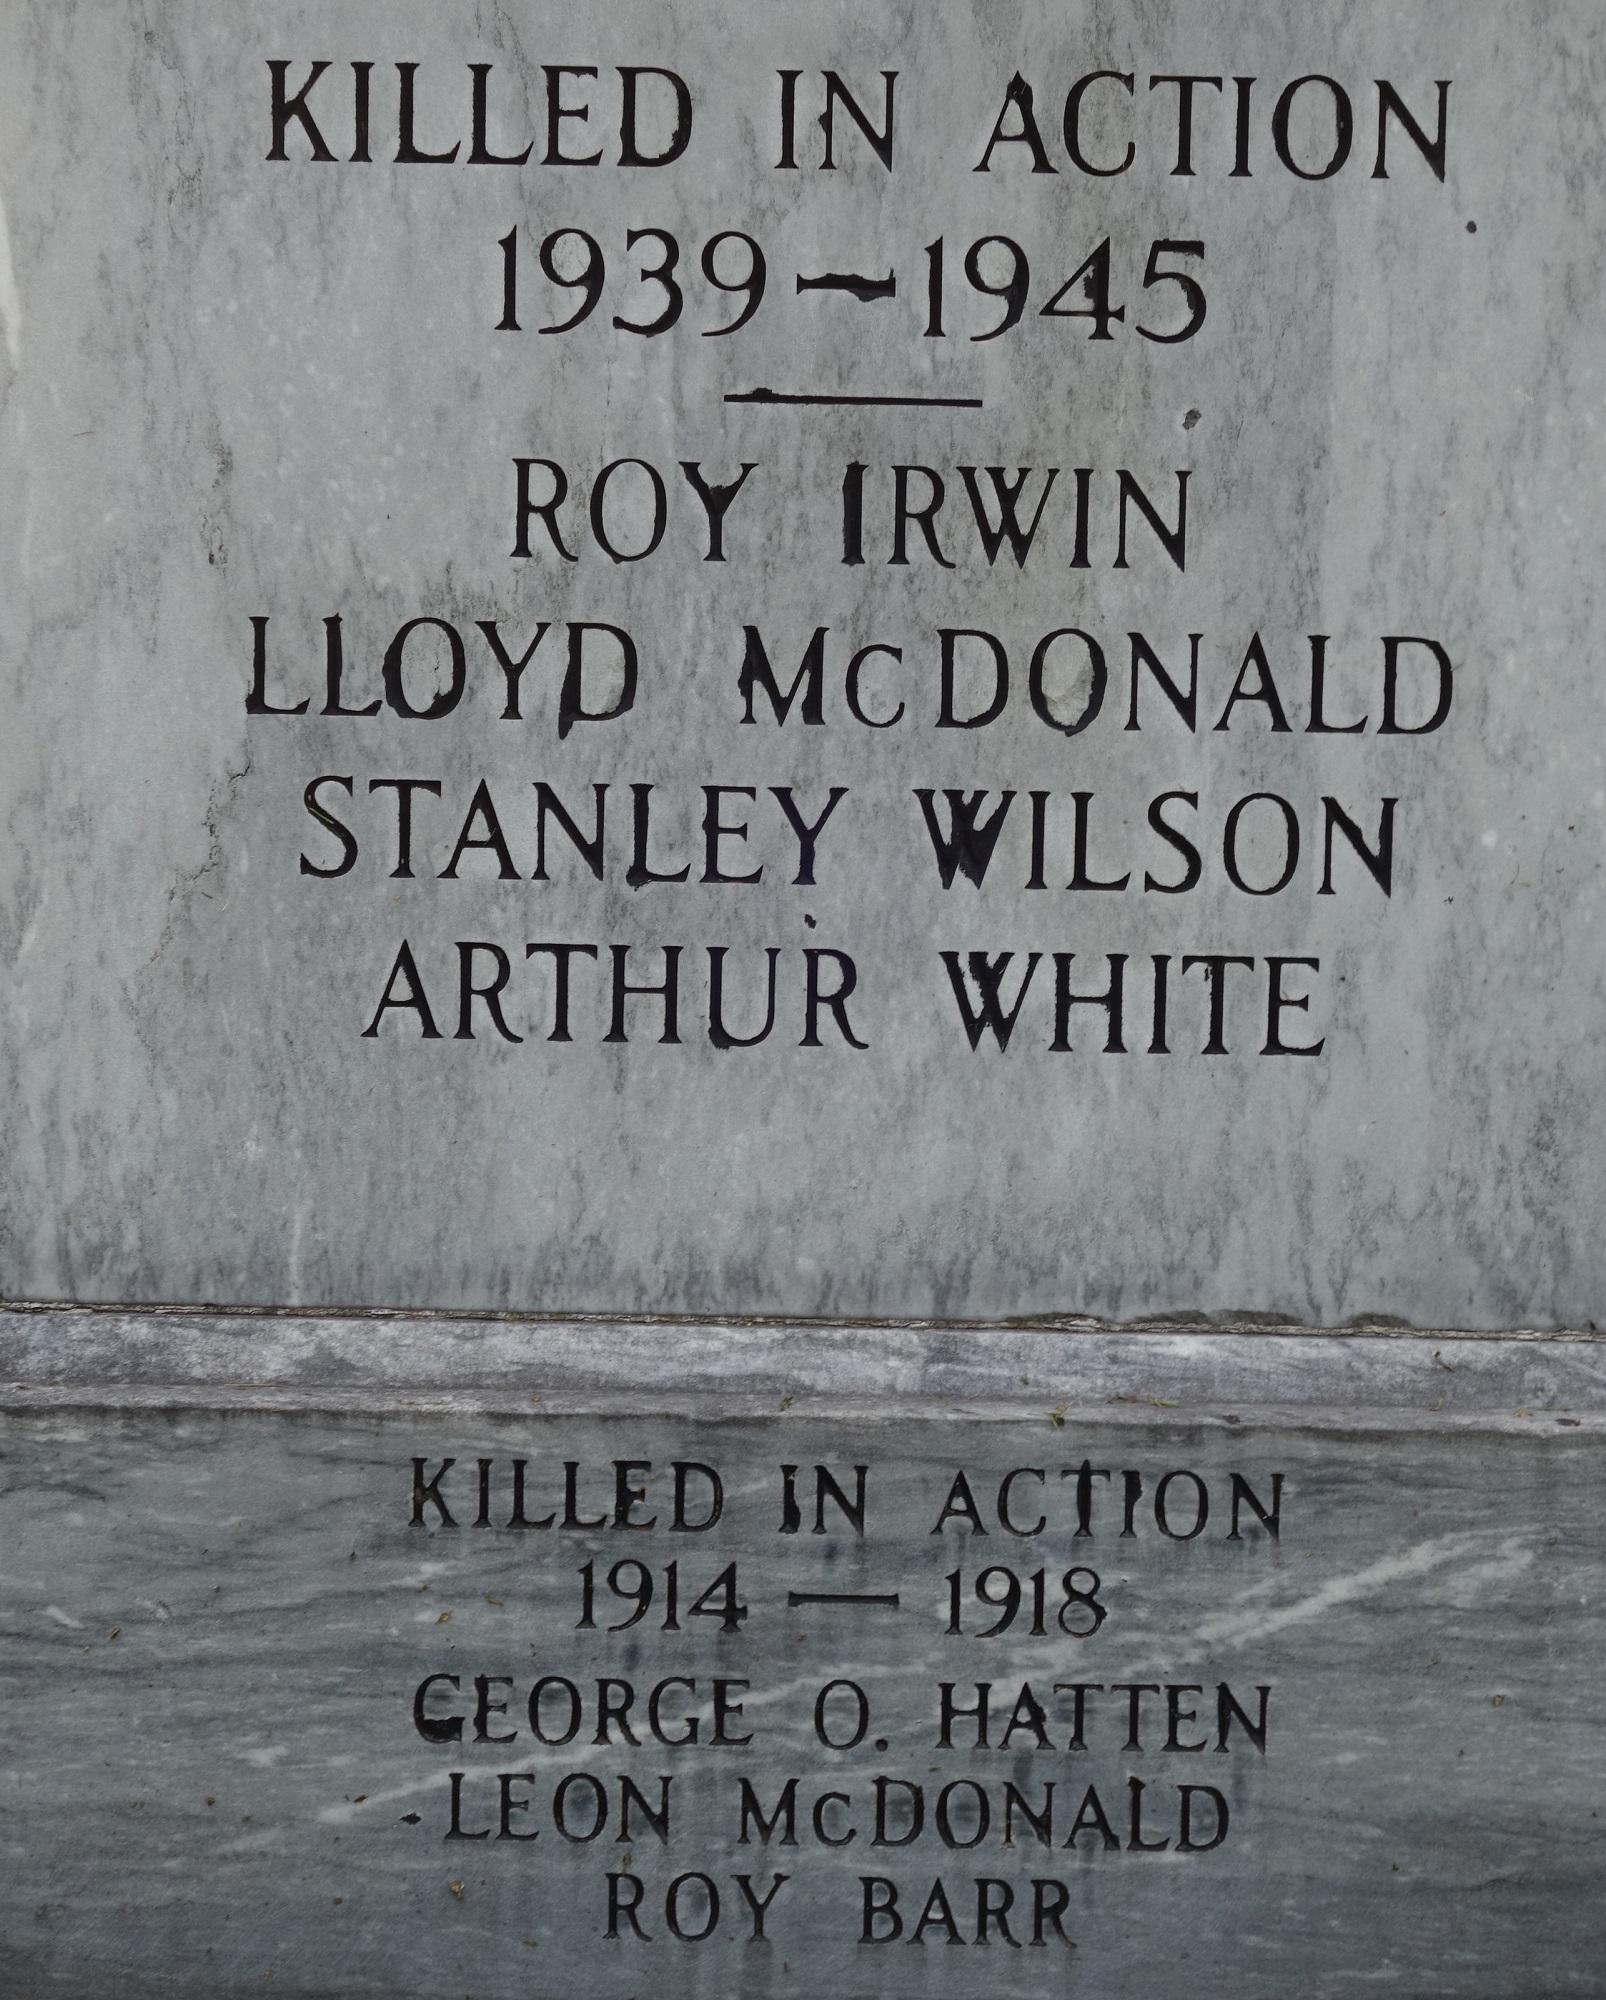 KILLED IN ACTION
1939-1945
ROY IRWIN
LLOYD McDONALD
STANLEY WILSON
ARTHUR WHITE
KILLED IN ACTION
1914 — 1918
GEORGE O. HATTEN
LEON McDONALD
ROY BARR